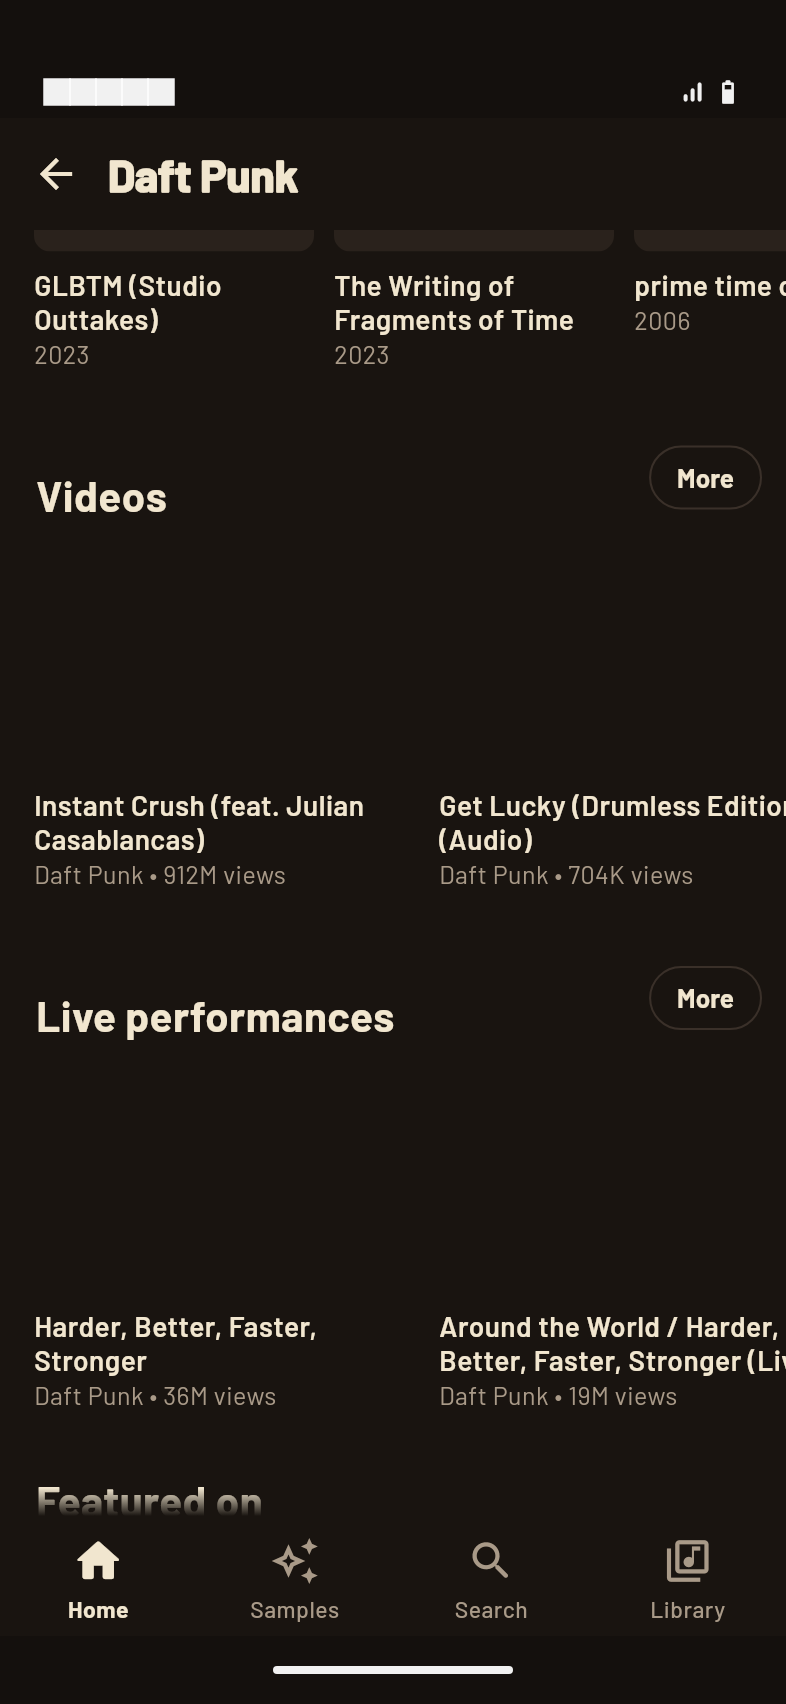 Daft Punk
GLBTM (Studio
Outtakes)
2023
The Writing of
Fragments of Time
2023
prime time
2006
Videos
More
Instant Crush (feat. Julian
Casablancas)
Daft Punk • 912M views
Get Lucky (Drumless Edition
(Audio)
Daft Punk • 704K views
Live performances
More
Harder, Better, Faster,
Stronger
Daft Punk • 36M views
Around the World / Harder,
Better, Faster, Stronger (Liv
Daft Punk • 19M views
Featured on
Home
Samples
Search
Library